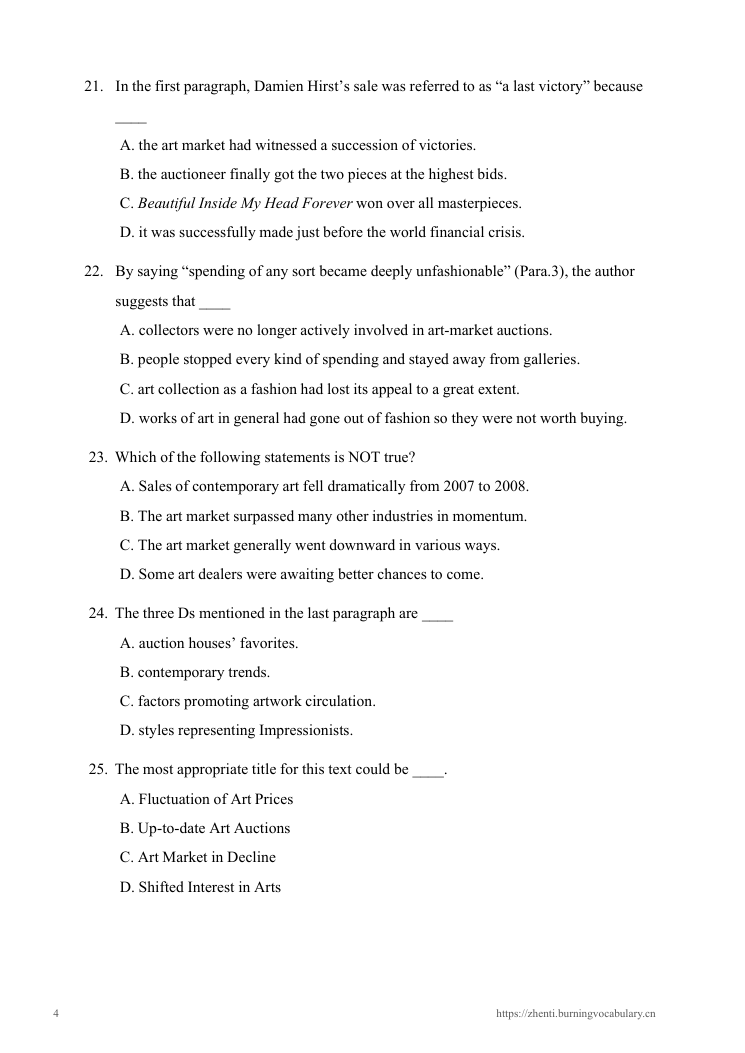 21. In the first paragraph, Damien Hirst’s sale was referred to as “a last victory” because
____
A. the art market had witnessed a succession of victories.
B. the auctioneer finally got the two pieces at the highest bids.
C. Beautiful Inside My Head Forever won over all masterpieces.
D. it was successfully made just before the world financial crisis.
22. By saying “spending of any sort became deeply unfashionable” (Para.3), the author
suggests that ____
A. collectors were no longer actively involved in art-market auctions.
B. people stopped every kind of spending and stayed away from galleries.
C. art collection as a fashion had lost its appeal to a great extent.
D. works of art in general had gone out of fashion so they were not worth buying.
23. Which of the following statements is NOT true?
A. Sales of contemporary art fell dramatically from 2007 to 2008.
B. The art market surpassed many other industries in momentum.
C. The art market generally went downward in various ways.
D. Some art dealers were awaiting better chances to come.
24. The three Ds mentioned in the last paragraph are ____
A. auction houses’ favorites.
B. contemporary trends.
C. factors promoting artwork circulation.
D. styles representing Impressionists.
25. The most appropriate title for this text could be ____.
A. Fluctuation of Art Prices
B. Up-to-date Art Auctions
C. Art Market in Decline
D. Shifted Interest in Arts
4 https://zhenti.burningvocabulary.cn